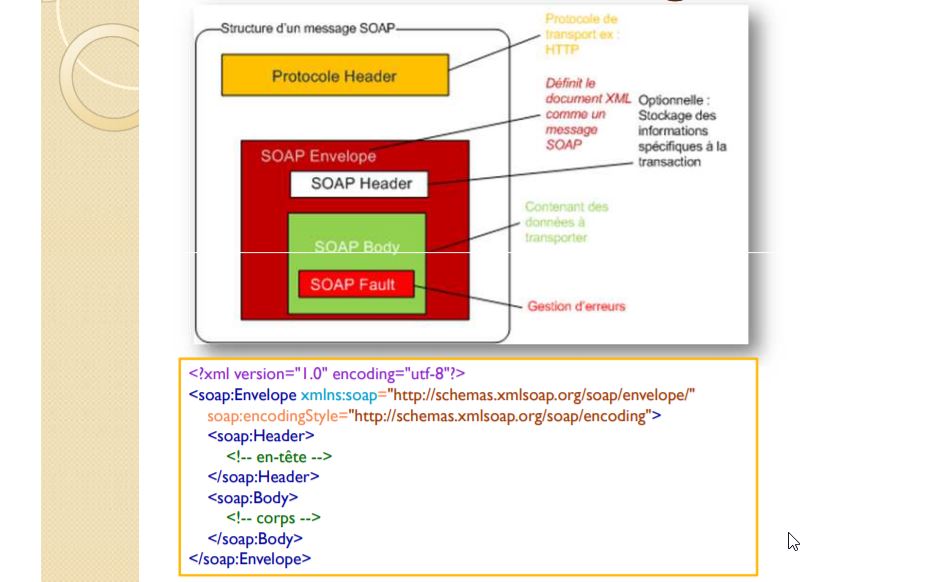 Structure d'un message SOAP
Protocole Header
Protocole de
transport ex :
HTTP
SOAP Envelope
Définit le
document XML
comme un
message
SOAP
SOAP Header
Optionnelle :
Stockage des
informations
spécifiques à la
transaction
SOAP Body
Contenant des
données à
transporter
SOAP Fault
Gestion d'erreurs
<?xml version="1.0" encoding="utf-8"?>
<soap:Envelope xmlns:soap="http://schemas.xmlsoap.org/soap/envelope/"
soap:encodingStyle="http://schemas.xmlsoap.org/soap/encoding">
<soap:Header>
<!-- en-tête -->
</soap:Header>
<soap:Body>
<!-- corps -->
</soap:Body>
</soap:Envelope>